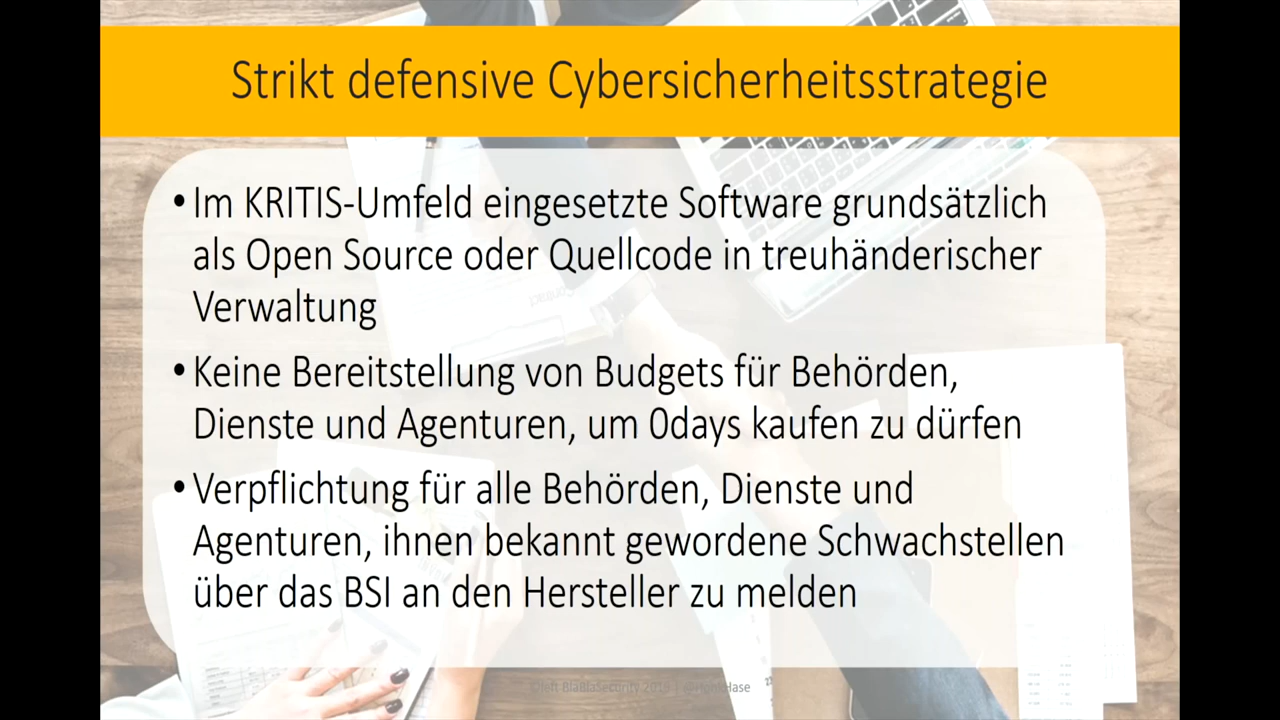 Strikt defensive Cybersicherheitsstrategie
• Im KRITIS-Umfeld eingesetzte Software grundsätzlich
als Open Source oder Quellcode in treuhänderischer
Verwaltung
• Keine Bereitstellung von Budgets für Behörden,
Dienste und Agenturen, um 0days kaufen zu dürfen
• Verpflichtung für alle Behörden, Dienste und
Agenturen, ihnen bekannt gewordene Schwachstellen
über das BSI an den Hersteller zu melden
BlaBlaSecurity